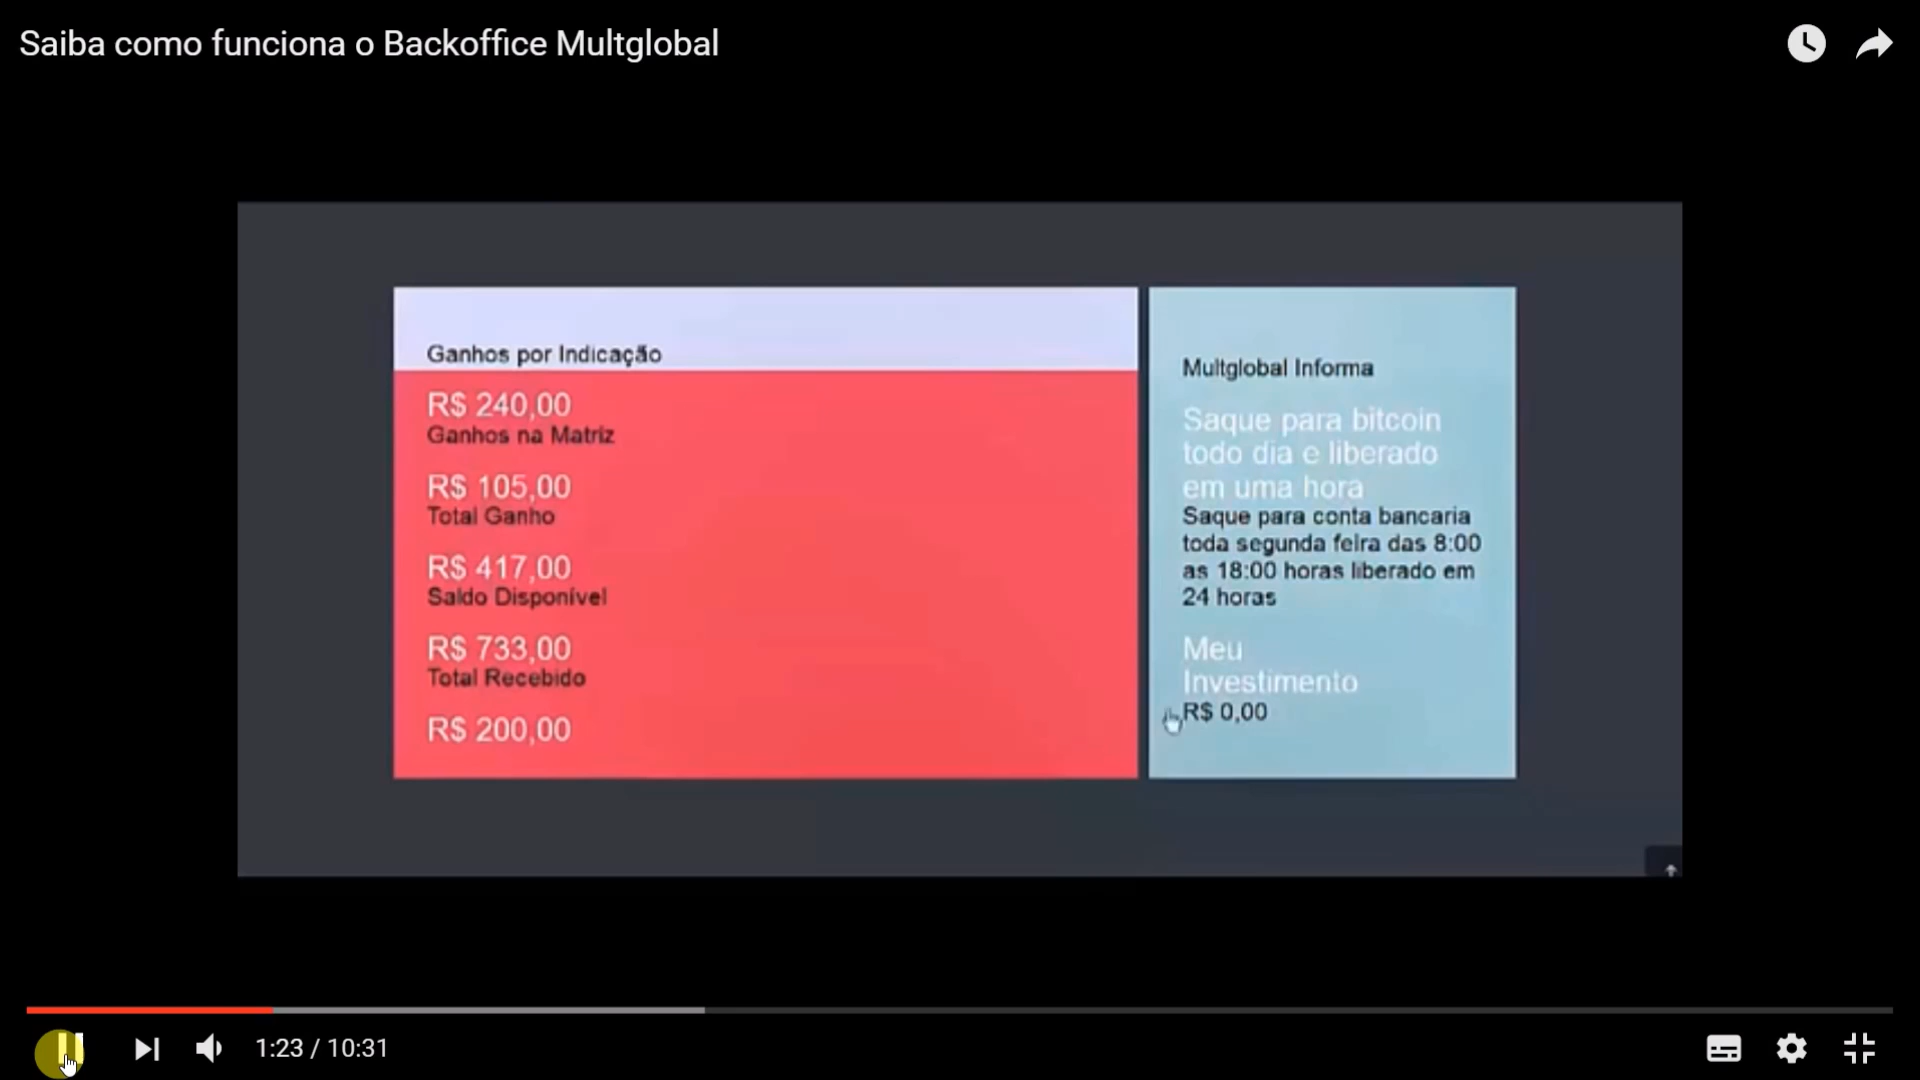 Saiba como funciona o Backoffice Multglobal
Ganhos por Indicação
R$ 240,00
Ganhos na Matriz
R$ 105,00
Total Ganho
R$ 417,00
Saldo Disponível
R$ 733,00
Total Recebido
R$ 200,00
Multglobal Informa
Saque para bitcoin
todo dia e liberado
em uma hora
Saque para conta bancaria
toda segunda feira das 8:00
as 18:00 horas liberado em
24 horas
Meu
Investimento
R$ 0,00
1:23 / 10:31